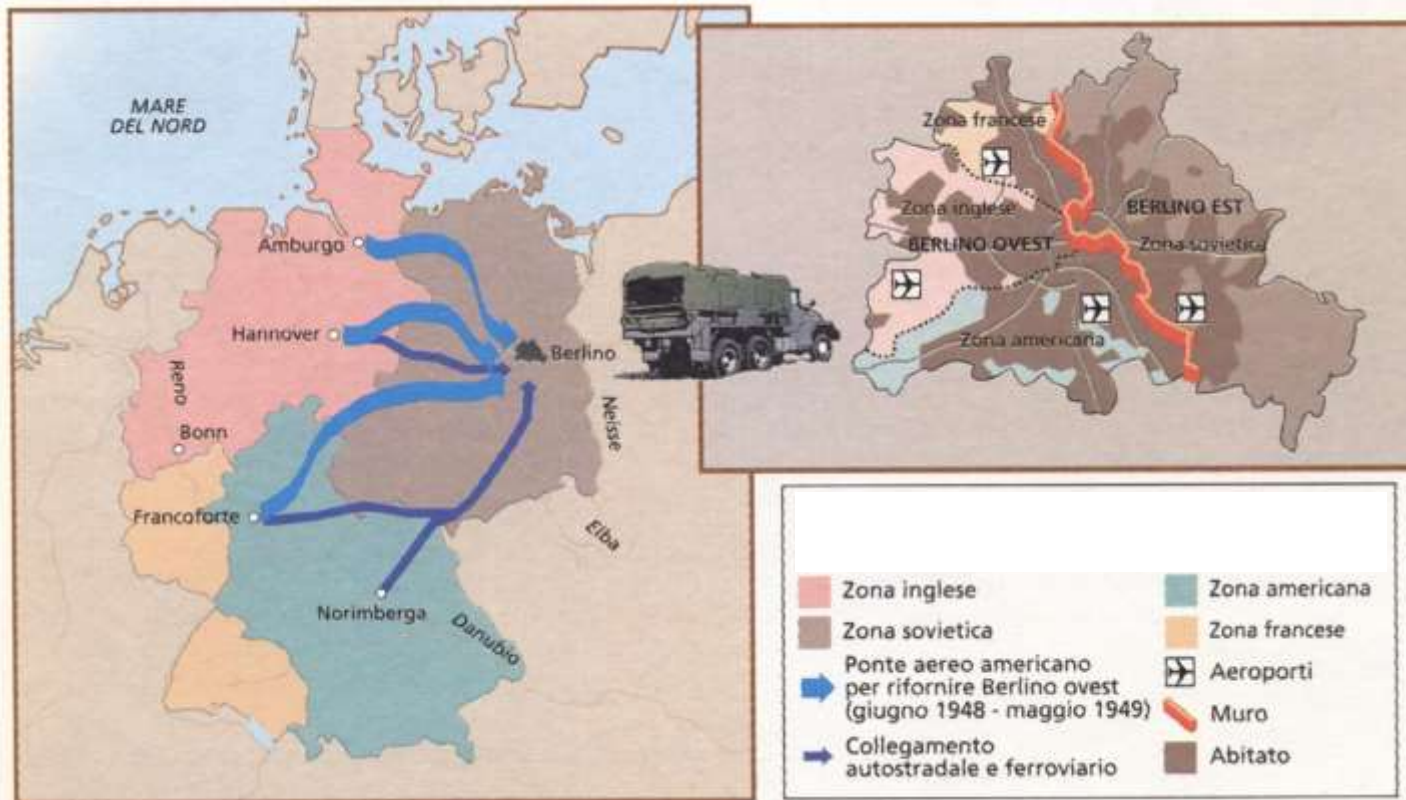 MARE
DEL NORD
Amburgo
Hannover
Berlino
Reno
Bonn
Neisse
Francoforte
Elba
Norimberga
Danubio
Zona francese
Zona inglese
BERLINO EST
BERLINO OVEST
Zona sovietica
Zona americana
Zona inglese
Zona sovietica
Ponte aereo americano
per rifornire Berlino ovest
(giugno 1948 - maggio 1949)
Collegamento
autostradale e ferroviario
Zona americana
Zona francese
Aeroporti
Muro
Abitato